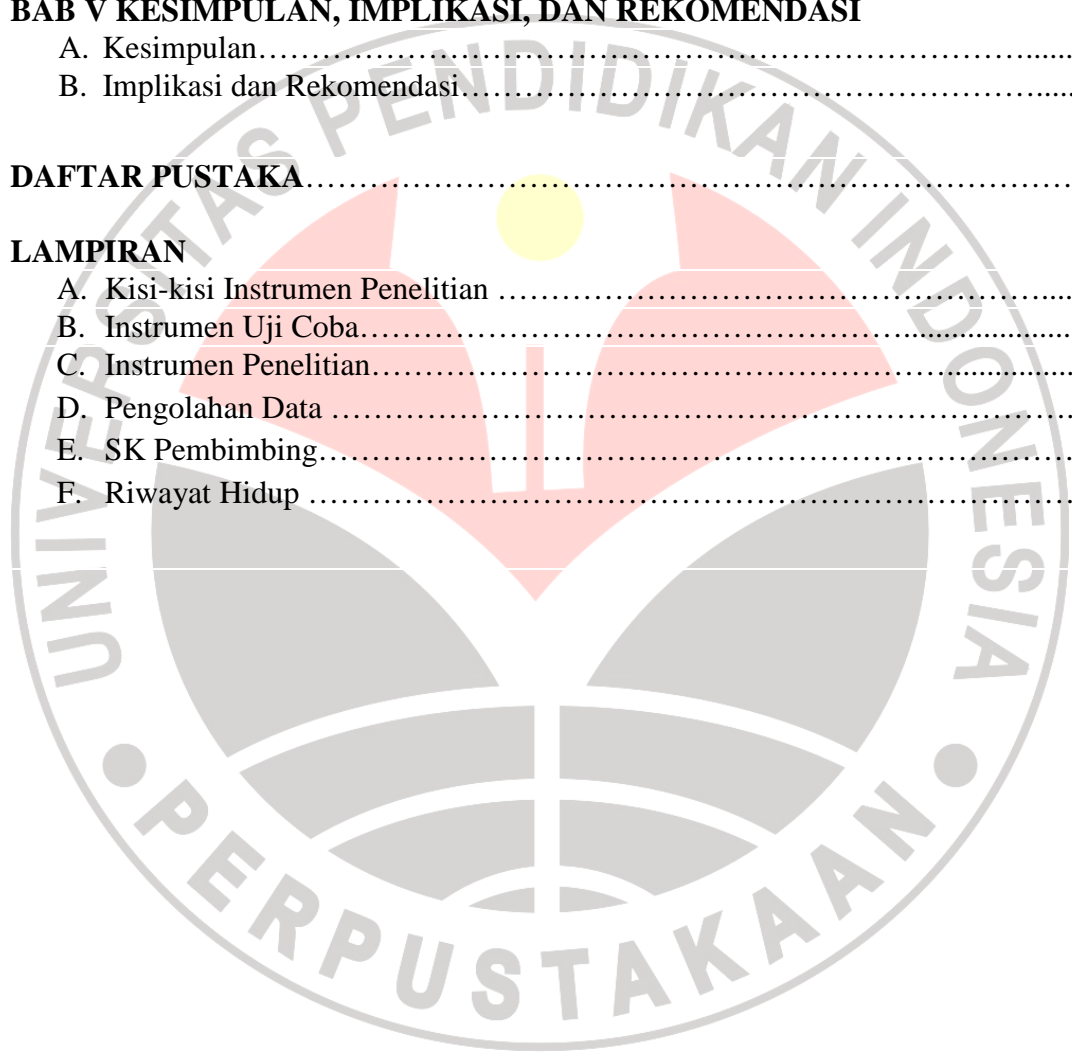 BAB V KESIMPULAN, IMPLIKASI, DAN REKOMENDASI
A. Kesimpulan……………………………………………………………………......
B. Implikasi dan Rekomendasi………………………………………………….....
DAFTAR PUSTAKA……………………………………………………………………
LAMPIRAN
A. Kisi-kisi Instrumen Penelitian ………………………………………………....
B. Instrumen Uji Coba………………………………………………......................
C. Instrumen Penelitian……………………………………………………..............
D. Pengolahan Data ………………………………………………………………
E. SK Pembimbing…………………………………………………………………
F. Riwayat Hidup …………………………………………………………………
UNIVERSITAS PENDIDIKAN INDONESIA
PERPUSTAKAAN